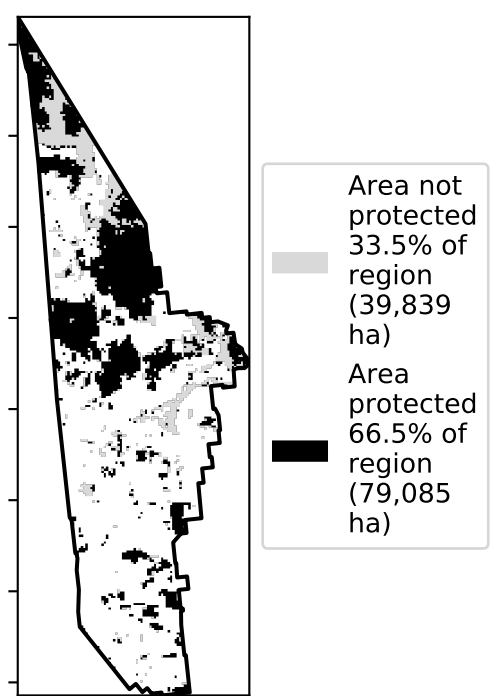 Area not
protected
33.5% of
region
(39,839
ha)
Area
protected
66.5% of
region
(79,085
ha)